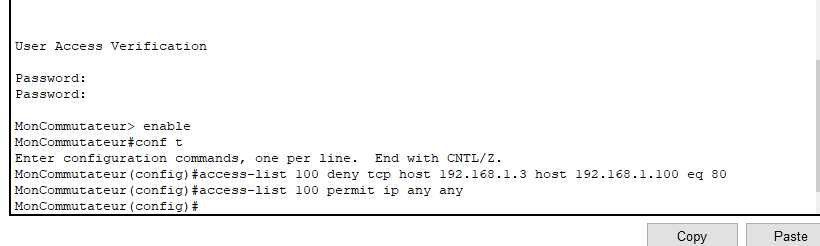 User Access Verification
Password:
Password:
MonCommutateur> enable
MonCommutateur#conf t
Enter configuration commands, one per line.  End with CNTL/Z.
MonCommutateur(config)#access-list 100 deny tcp host 192.168.1.3 host 192.168.1.100 eq 80
MonCommutateur(config)#access-list 100 permit ip any any
MonCommutateur(config)#
Copy
Paste